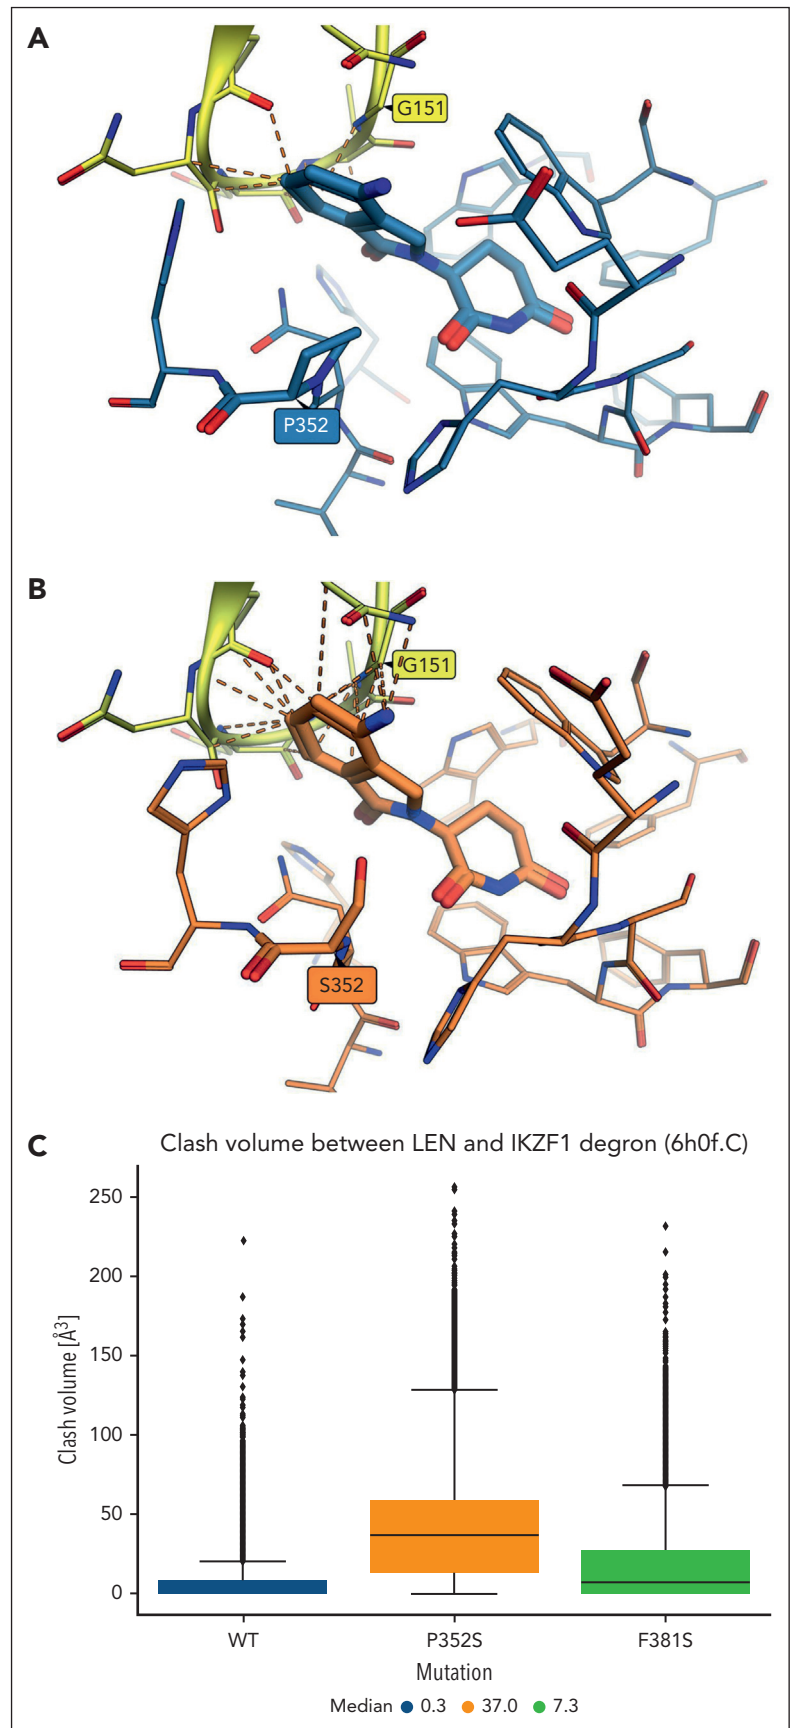 A
G151
P352
B
G151
S352
C
Clash volume between LEN and IKZF1 degron (6h0f.C)
Clash volume [Å³]
250
200
150
100
50
0
WT P352S F381S
Mutation
Median 0.3 37.0 7.3